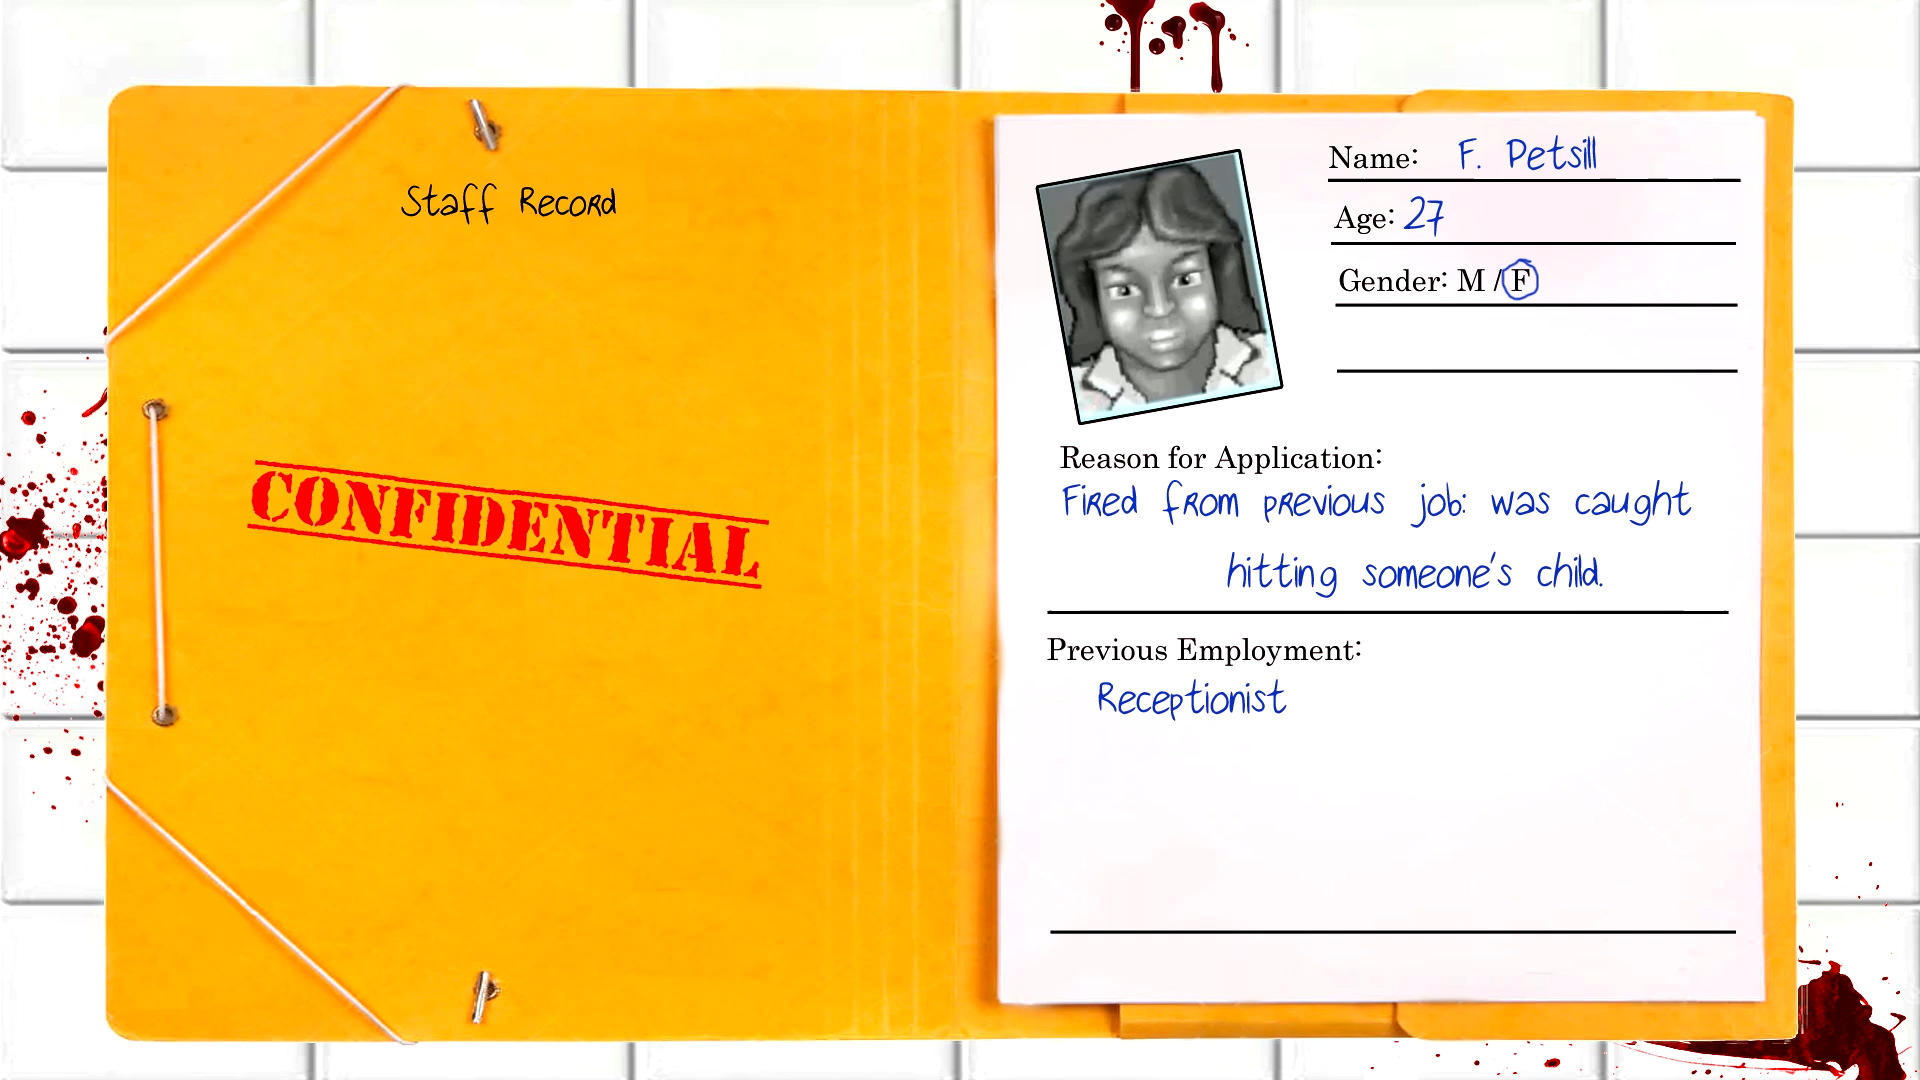 Staff Record
CONFIDENTIAL
Name: F. Petsill
Age: 27
Gender: M / F
Reason for Application:
Fired from previous job: was caught
hitting someone's child.
Previous Employment:
Receptionist